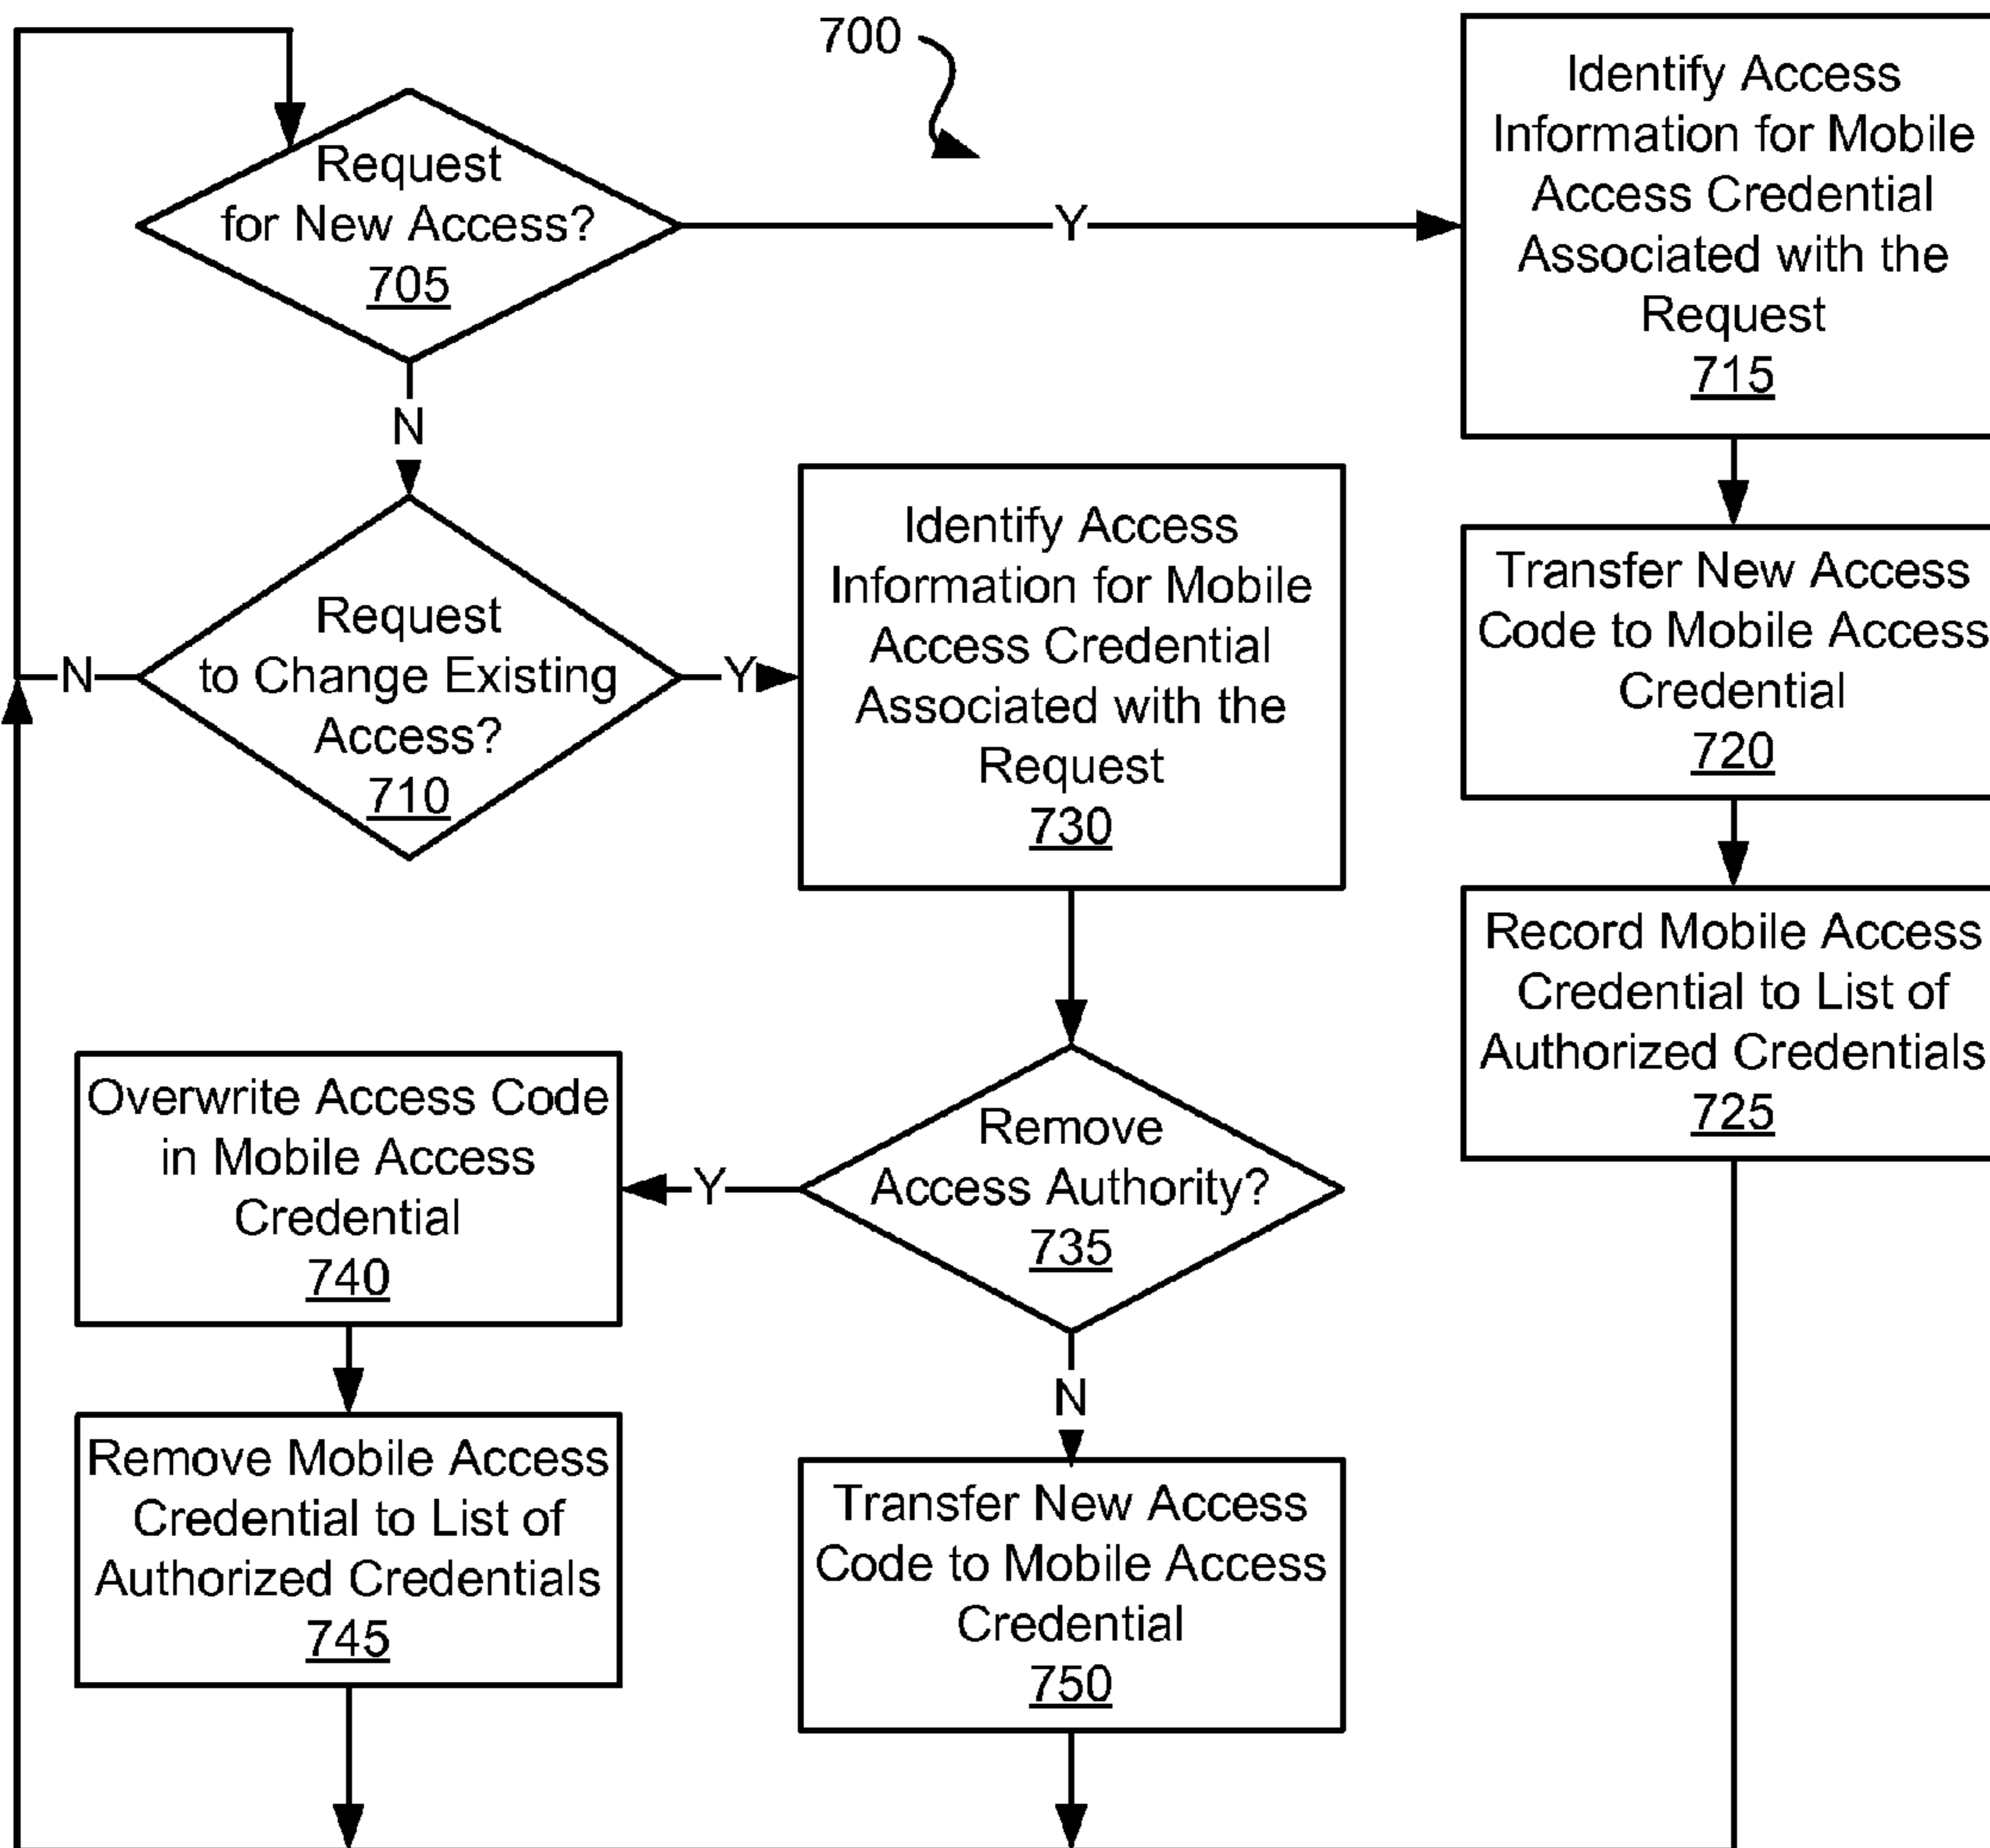 700
Request
for New Access?
705
Y
Identify Access
Information for Mobile
Access Credential
Associated with the
Request
715
N
Request
to Change Existing
Access?
710
N
Y
Identify Access
Information for Mobile
Access Credential
Associated with the
Request
730
Transfer New Access
Code to Mobile Access
Credential
720
Record Mobile Access
Credential to List of
Authorized Credentials
725
Remove
Access Authority?
735
Y
Overwrite Access Code
in Mobile Access
Credential
740
N
Remove Mobile Access
Credential to List of
Authorized Credentials
745
Transfer New Access
Code to Mobile Access
Credential
750